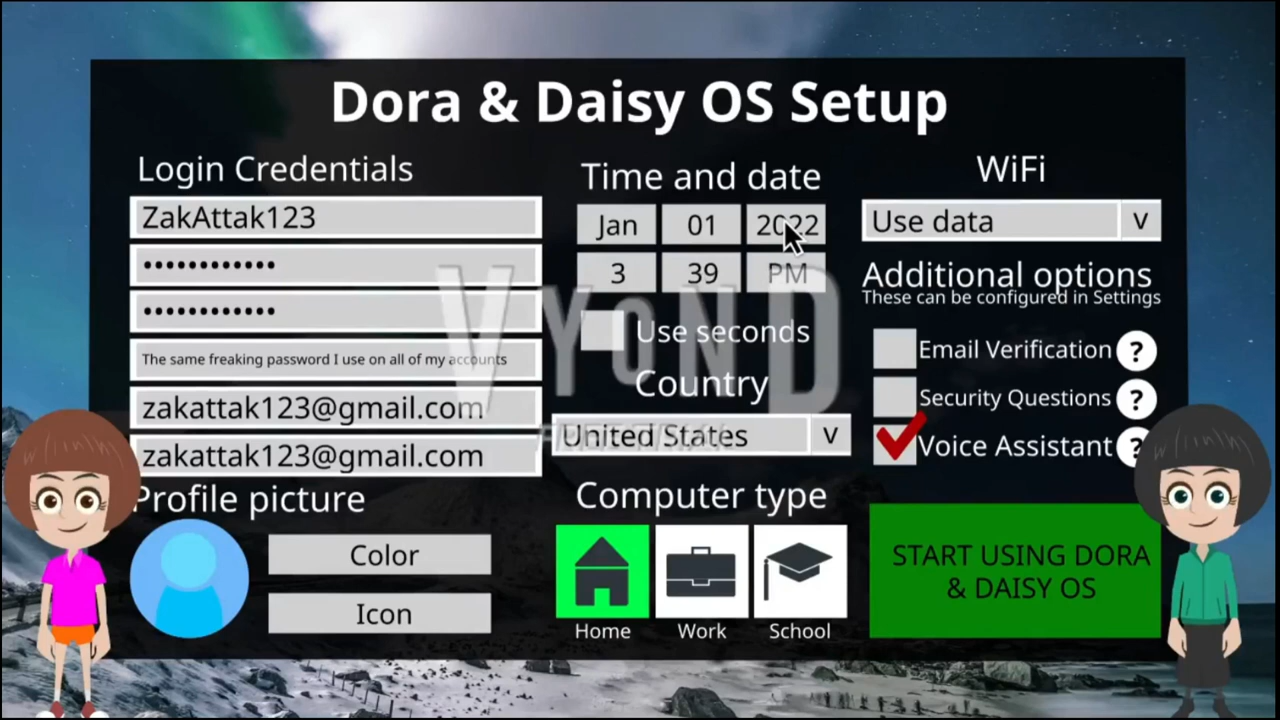 Dora & Daisy OS Setup
Login Credentials
ZakAttak123
••••••••••••
••••••••••••
The same freaking password I use on all of my accounts
zakattak123@gmail.com
zakattak123@gmail.com
Profile picture
Color
Icon
Time and date
Jan 01 2022
3 39 PM
Use seconds
Country
United States v
Computer type
Home Work School
WiFi
Use data v
Additional options
These can be configured in Settings
Email Verification ?
Security Questions ?
Voice Assistant ?
START USING DORA
& DAISY OS
VYOND